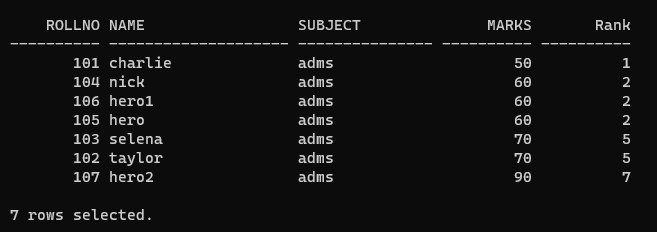 ROLLNO NAME SUBJECT MARKS Rank
---------- -------------------- --------------- ---------- ----------
101 charlie adms 50 1
104 nick adms 60 2
106 hero1 adms 60 2
105 hero adms 60 2
103 selena adms 70 5
102 taylor adms 70 5
107 hero2 adms 90 7
7 rows selected.